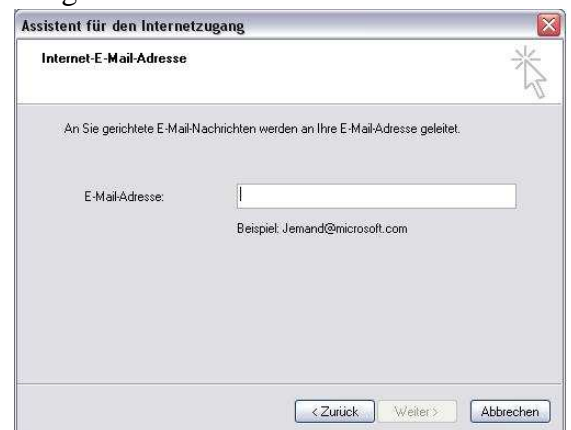 Assistent für den Internetzugang
Internet-E-Mail-Adresse
An Sie gerichtete E-Mail-Nachrichten werden an Ihre E-Mail-Adresse geleitet.
E-Mail-Adresse:
Beispiel: Jemand@microsoft.com
< Zurück Weiter > Abbrechen